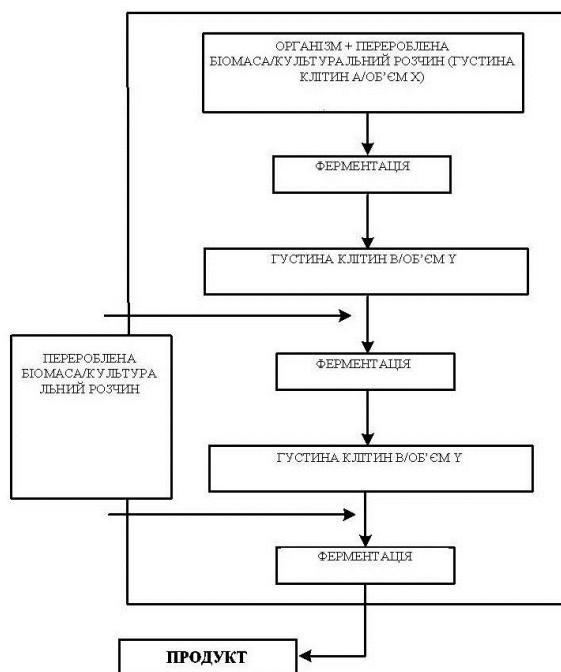 ОРГАНІЗМ + ПЕРЕРОБЛЕНА
БІОМАСА/КУЛЬТУРАЛЬНИЙ РОЗЧИН (ГУСТИНА
КЛІТИН А/ОБ’ЄМ X)
ФЕРМЕНТАЦІЯ
ГУСТИНА КЛІТИН В/ОБ’ЄМ Y
ПЕРЕРОБЛЕНА
БІОМАСА/КУЛЬТУРА
ЛЬНИЙ РОЗЧИН
ФЕРМЕНТАЦІЯ
ГУСТИНА КЛІТИН В/ОБ’ЄМ Y
ФЕРМЕНТАЦІЯ
ПРОДУКТ